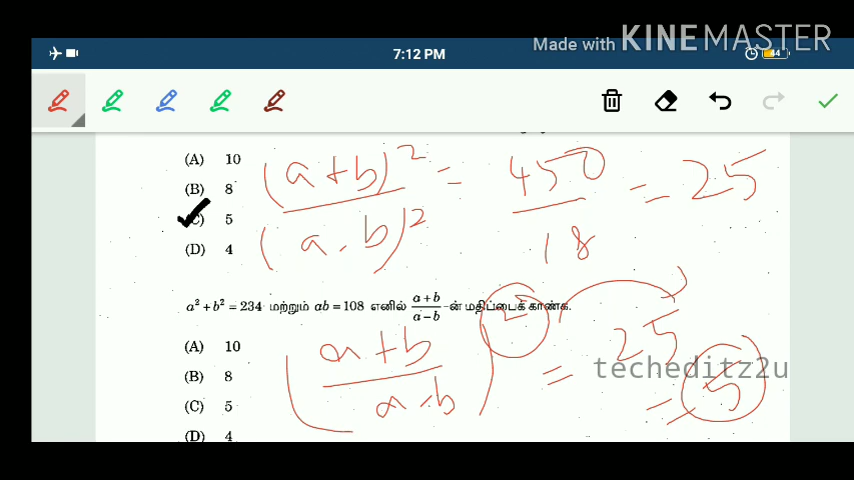 Made with KINEMASTER
7:12 PM
44
(A) 10
(B) 8
(C) 5
(D) 4
(a+b)² = 450 = 25
(a-b)² 18
a² + b² = 234 மற்றும் ab = 108 எனில் a+b / a−b -ன் மதிப்பைக் காண்க.
(A) 10
(B) 8
(C) 5
(D) 4
(a+b / a-b)² = 25
= 5
techeditz2u